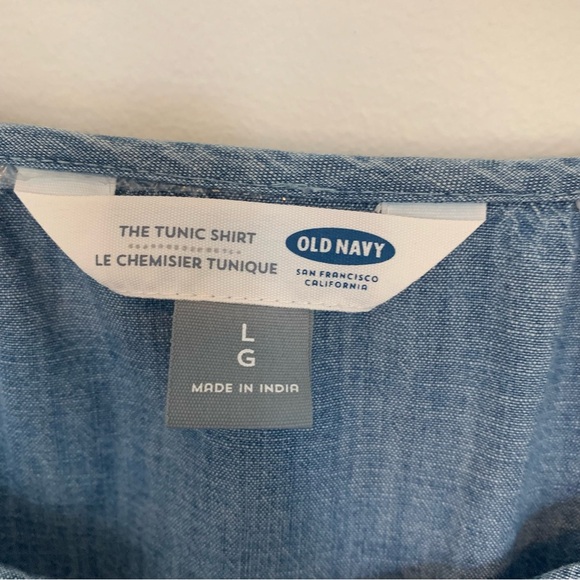 THE TUNIC SHIRT
LE CHEMISIER TUNIQUE
OLD NAVY
SAN FRANCISCO
CALIFORNIA
L
G
MADE IN INDIA